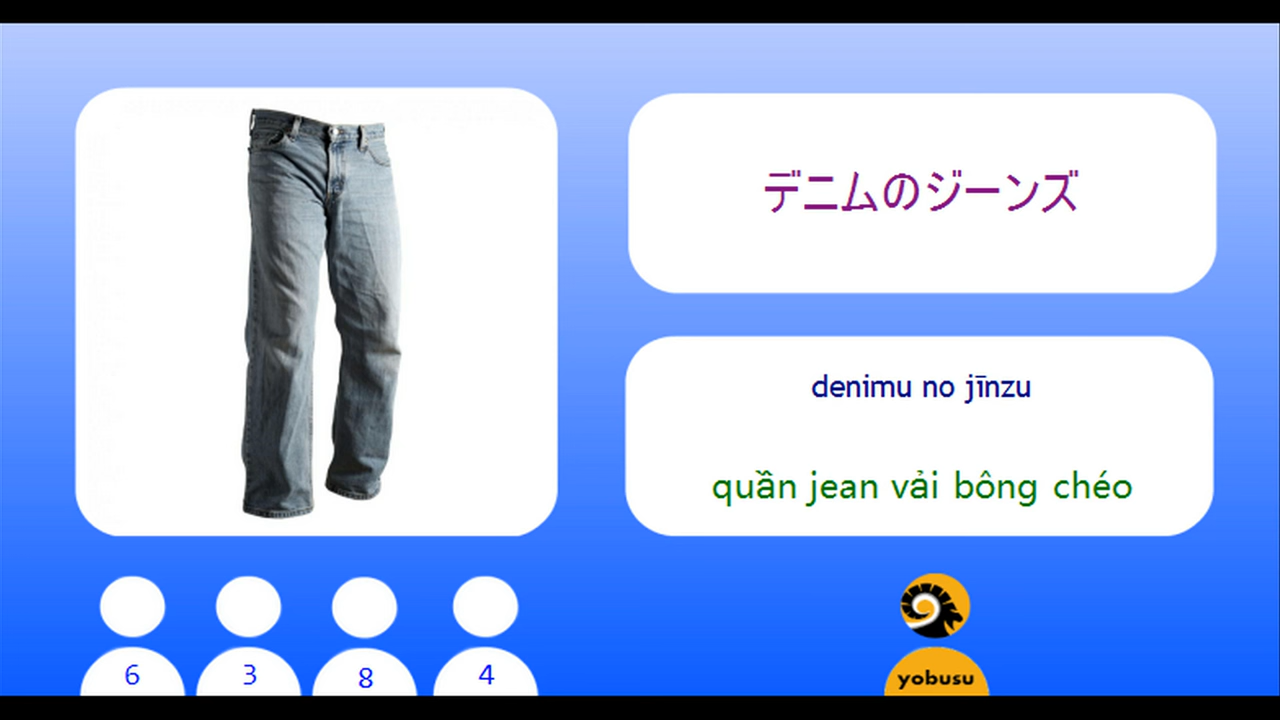 デニムのジーンズ
denimu no jīnzu
quần jean vải bông chéo
6 3 8 4
yobusu